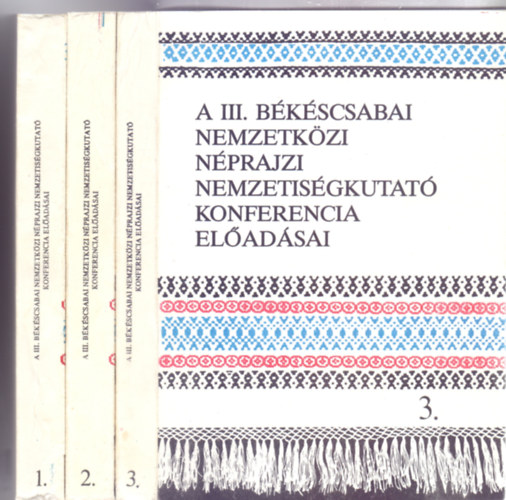 A III. BÉKÉSCSABAI NEMZETKÖZI NÉPRAJZI NEMZETISÉGKUTATÓ
KONFERENCIA ELŐADÁSAI
1.
A III. BÉKÉSCSABAI NEMZETKÖZI NÉPRAJZI NEMZETISÉGKUTATÓ
KONFERENCIA ELŐADÁSAI
2.
A III. BÉKÉSCSABAI NEMZETKÖZI NÉPRAJZI NEMZETISÉGKUTATÓ
KONFERENCIA ELŐADÁSAI
3.
A III. BÉKÉSCSABAI
NEMZETKÖZI
NÉPRAJZI
NEMZETISÉGKUTATÓ
KONFERENCIA
ELŐADÁSAI
3.